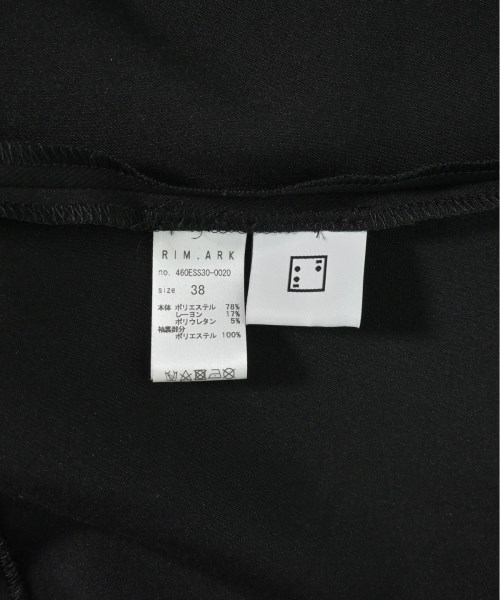 RIM.ARK
no. 460ESS30-0020
size 38
本体 ポリエステル 78%
レーヨン 17%
ポリウレタン 5%
袖裏部分
ポリエステル 100%